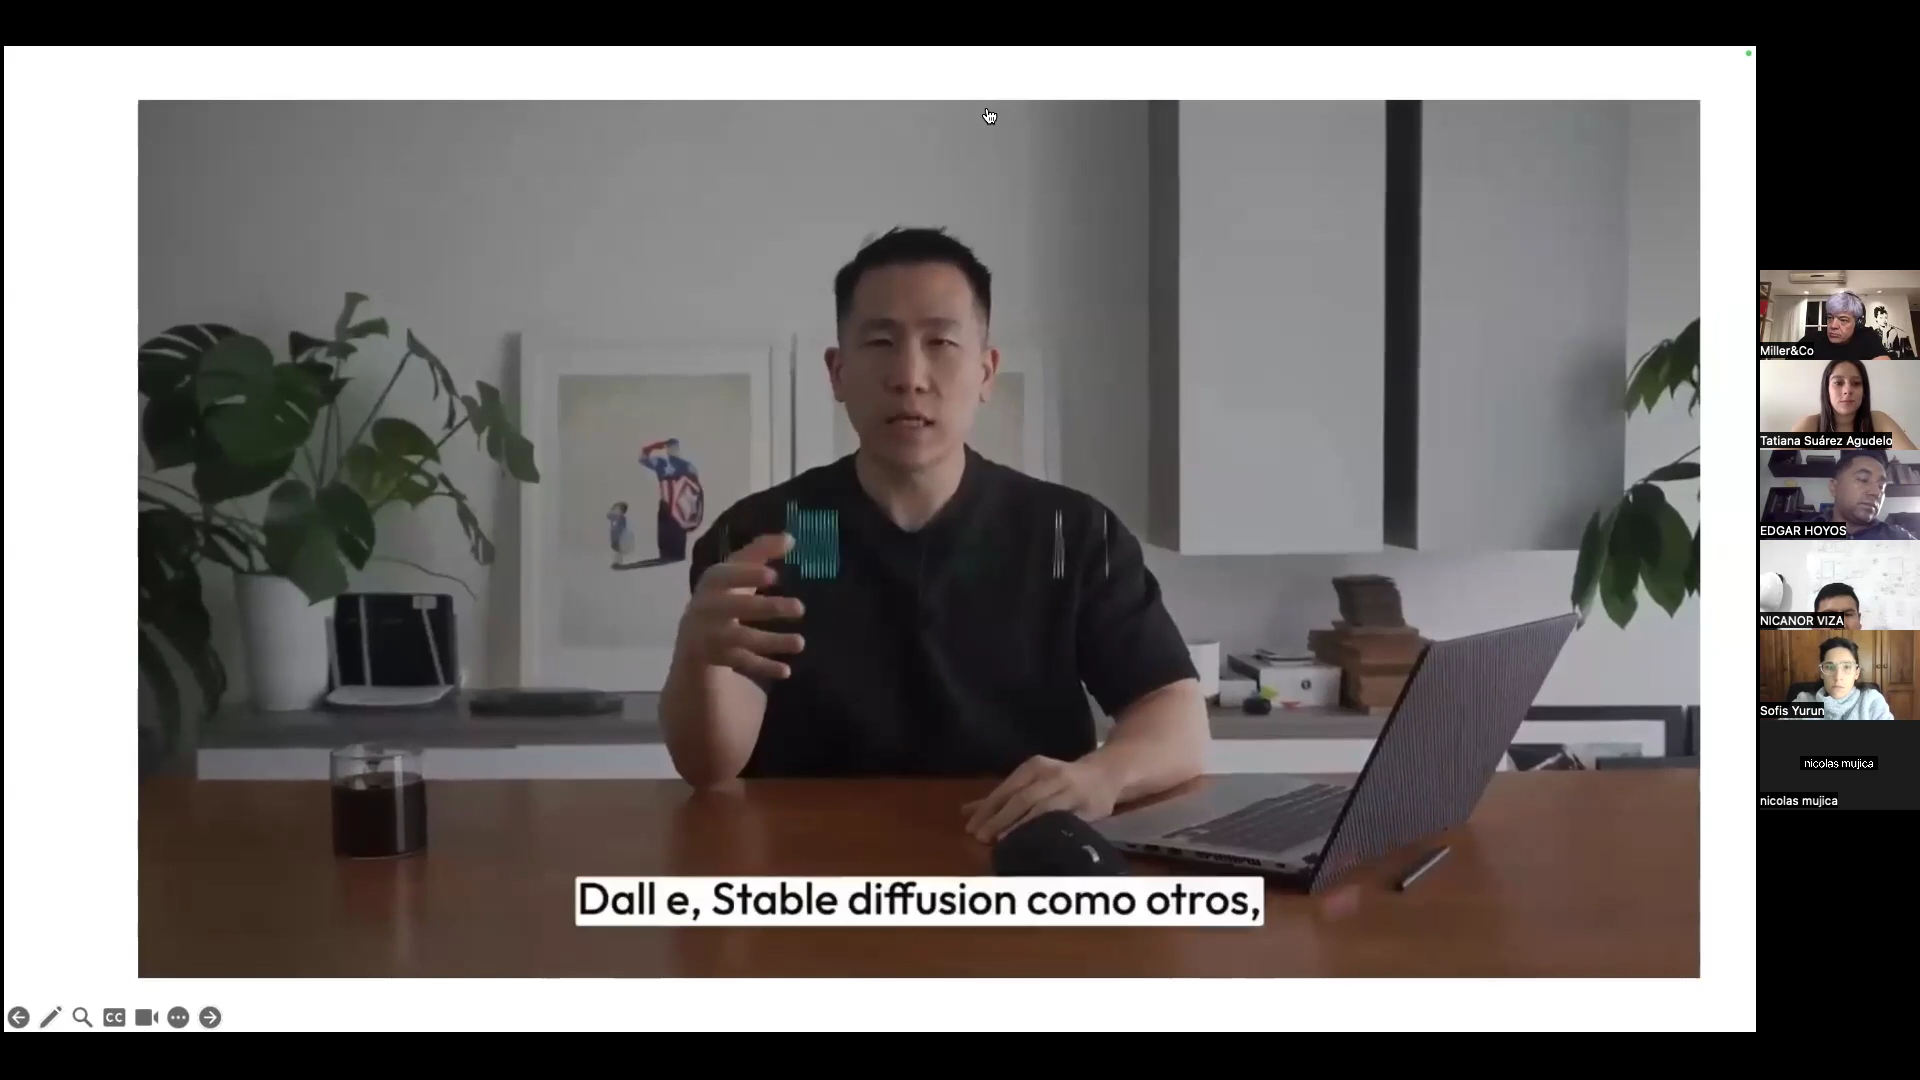 Dall e, Stable diffusion como otros,
CC
Miller&Co
Tatiana Suárez Agudelo
EDGAR HOYOS
NICANOR VIZA
Sofis Yurun
nicolas mujica
nicolas mujica